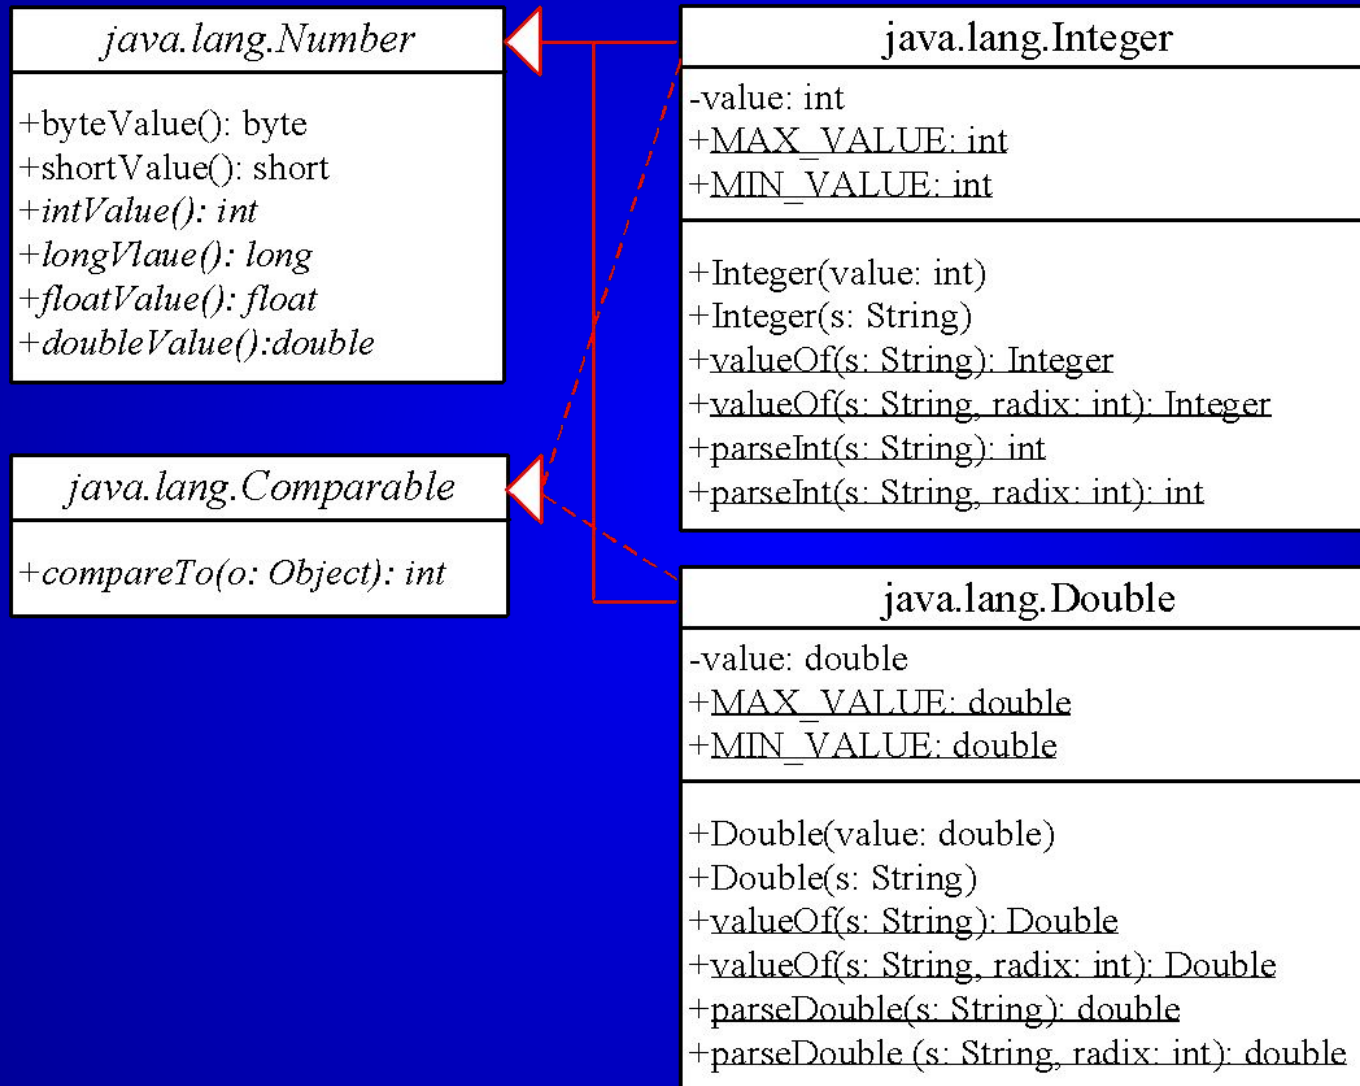 java.lang.Number
+byteValue(): byte
+shortValue(): short
+intValue(): int
+longVlaue(): long
+floatValue(): float
+doubleValue():double
java.lang.Comparable
+compareTo(o: Object): int
java.lang.Integer
-value: int
+MAX_VALUE: int
+MIN_VALUE: int
+Integer(value: int)
+Integer(s: String)
+valueOf(s: String): Integer
+valueOf(s: String, radix: int): Integer
+parseInt(s: String): int
+parseInt(s: String, radix: int): int
java.lang.Double
-value: double
+MAX_VALUE: double
+MIN_VALUE: double
+Double(value: double)
+Double(s: String)
+valueOf(s: String): Double
+valueOf(s: String, radix: int): Double
+parseDouble(s: String): double
+parseDouble (s: String, radix: int): double